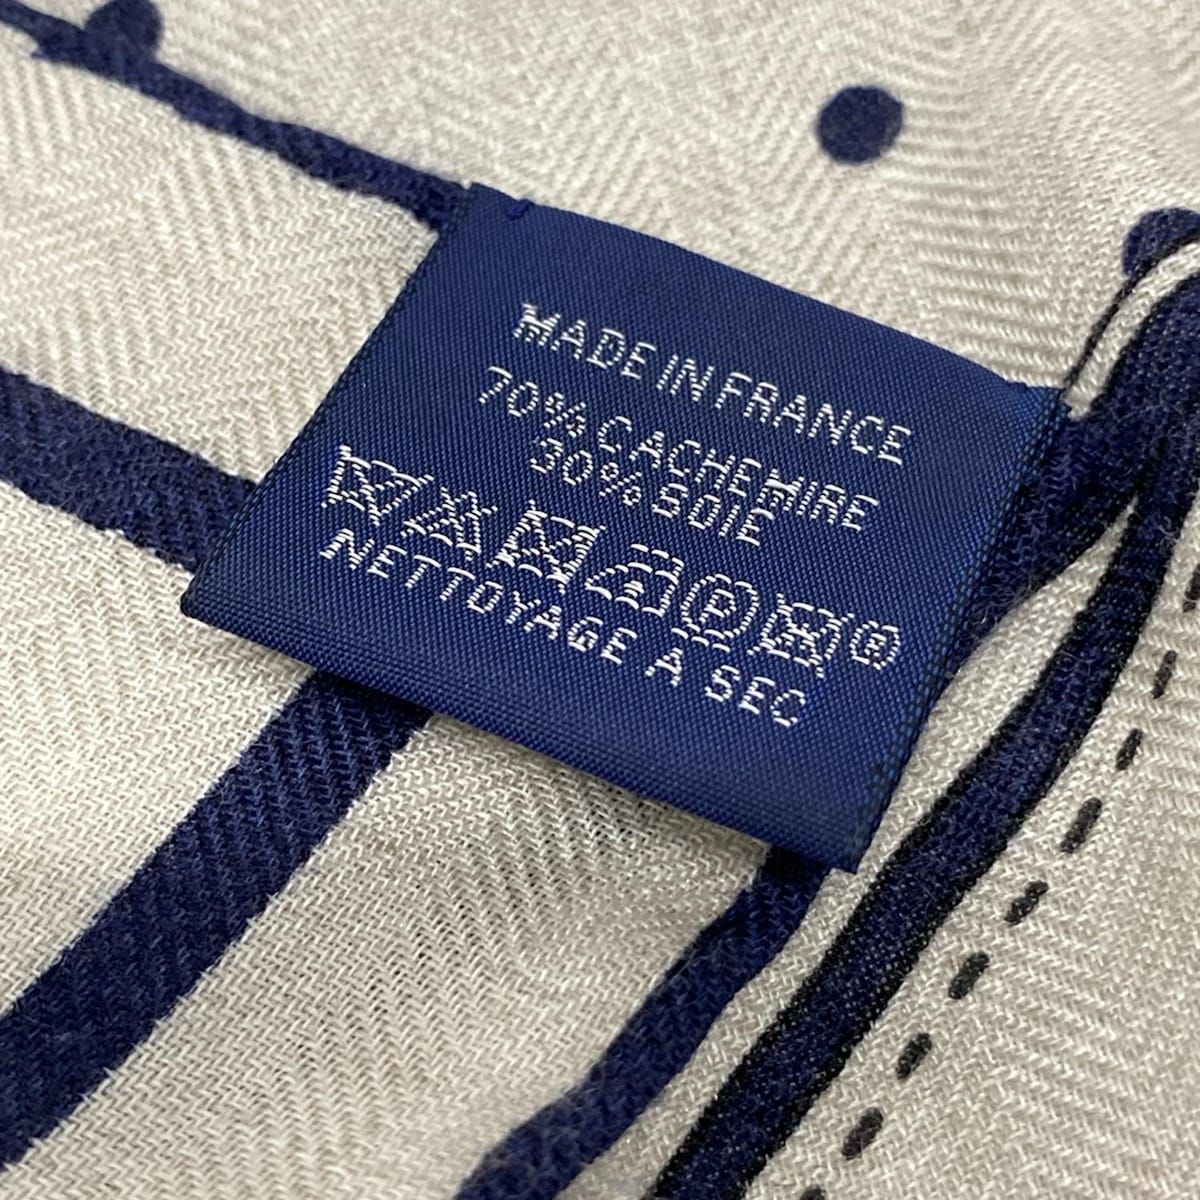 MADE IN FRANCE
70% CACHEMIRE
30% SOIE
P ®
NETTOYAGE A SEC